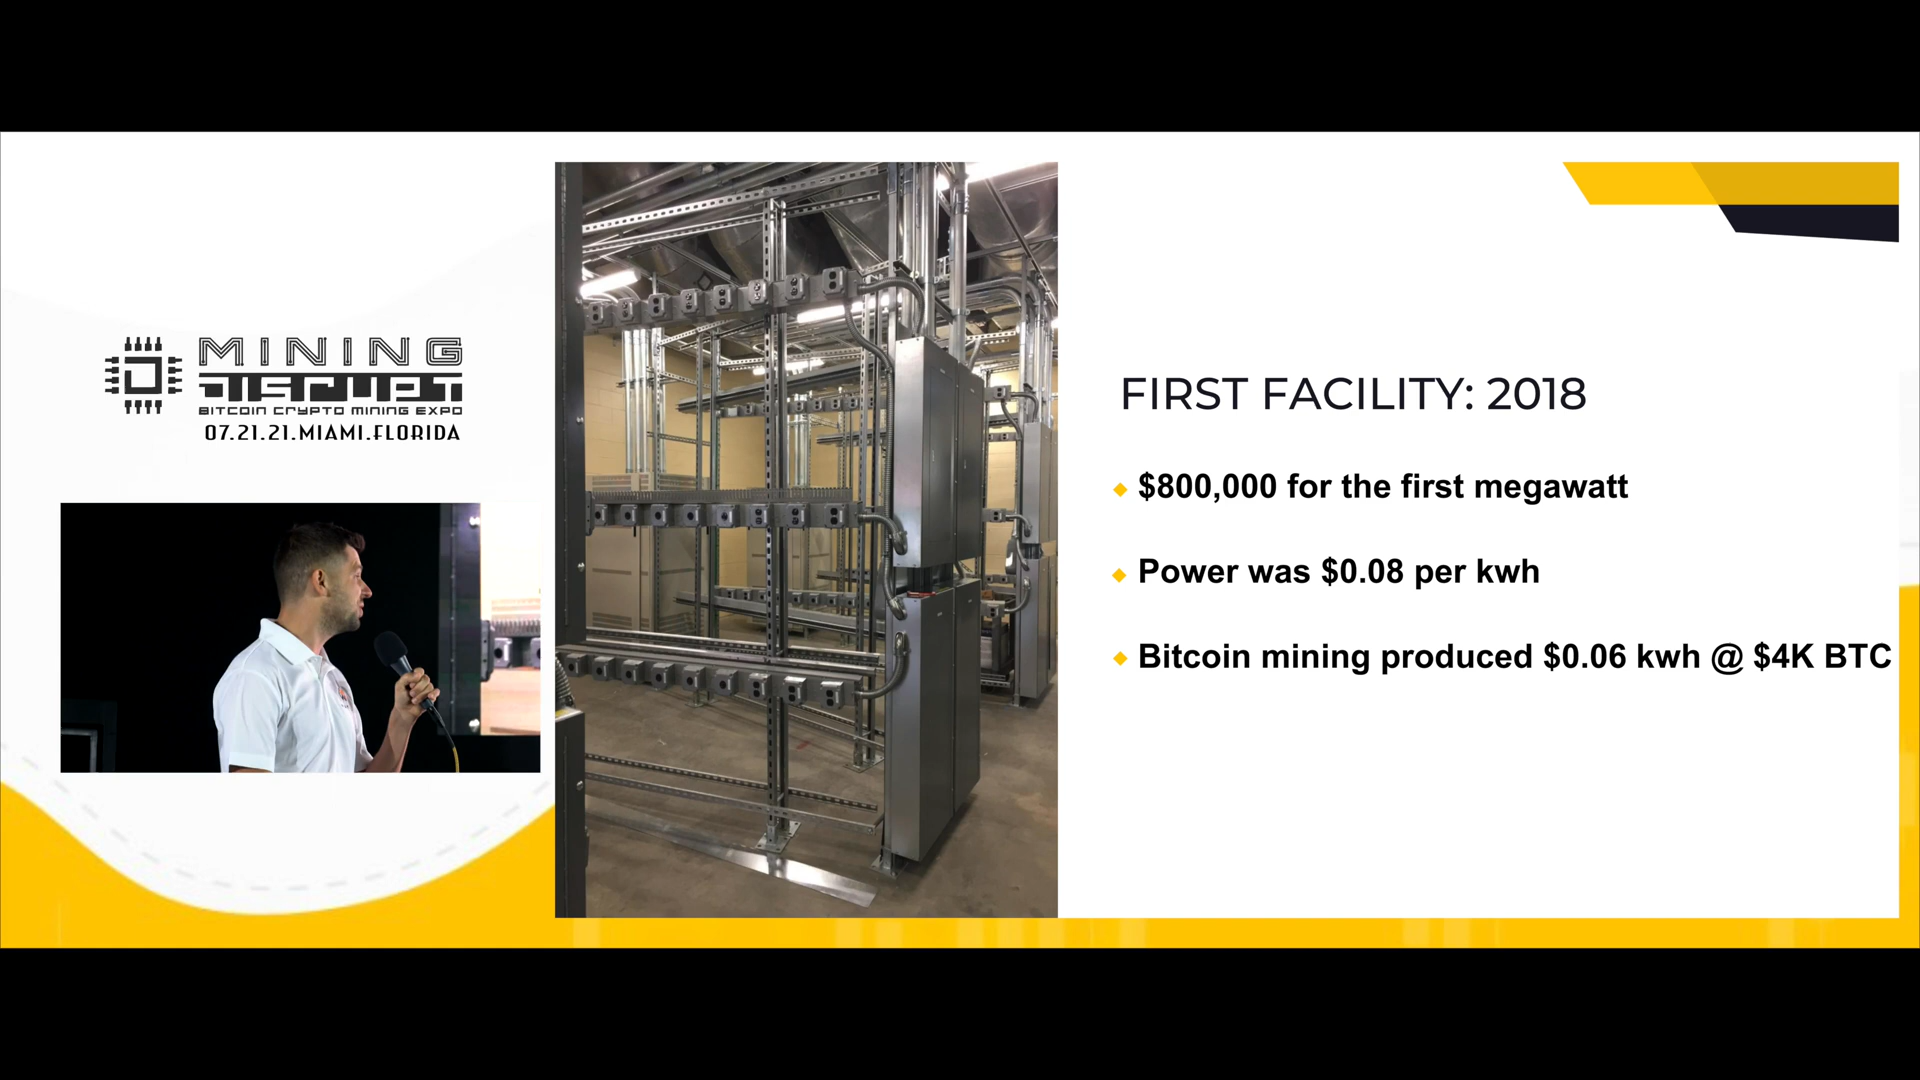 MINING
DISRUPT
BITCOIN CRYPTO MINING EXPO
07.21.21.MIAMI.FLORIDA
FIRST FACILITY: 2018
$800,000 for the first megawatt
Power was $0.08 per kwh
Bitcoin mining produced $0.06 kwh @ $4K BTC